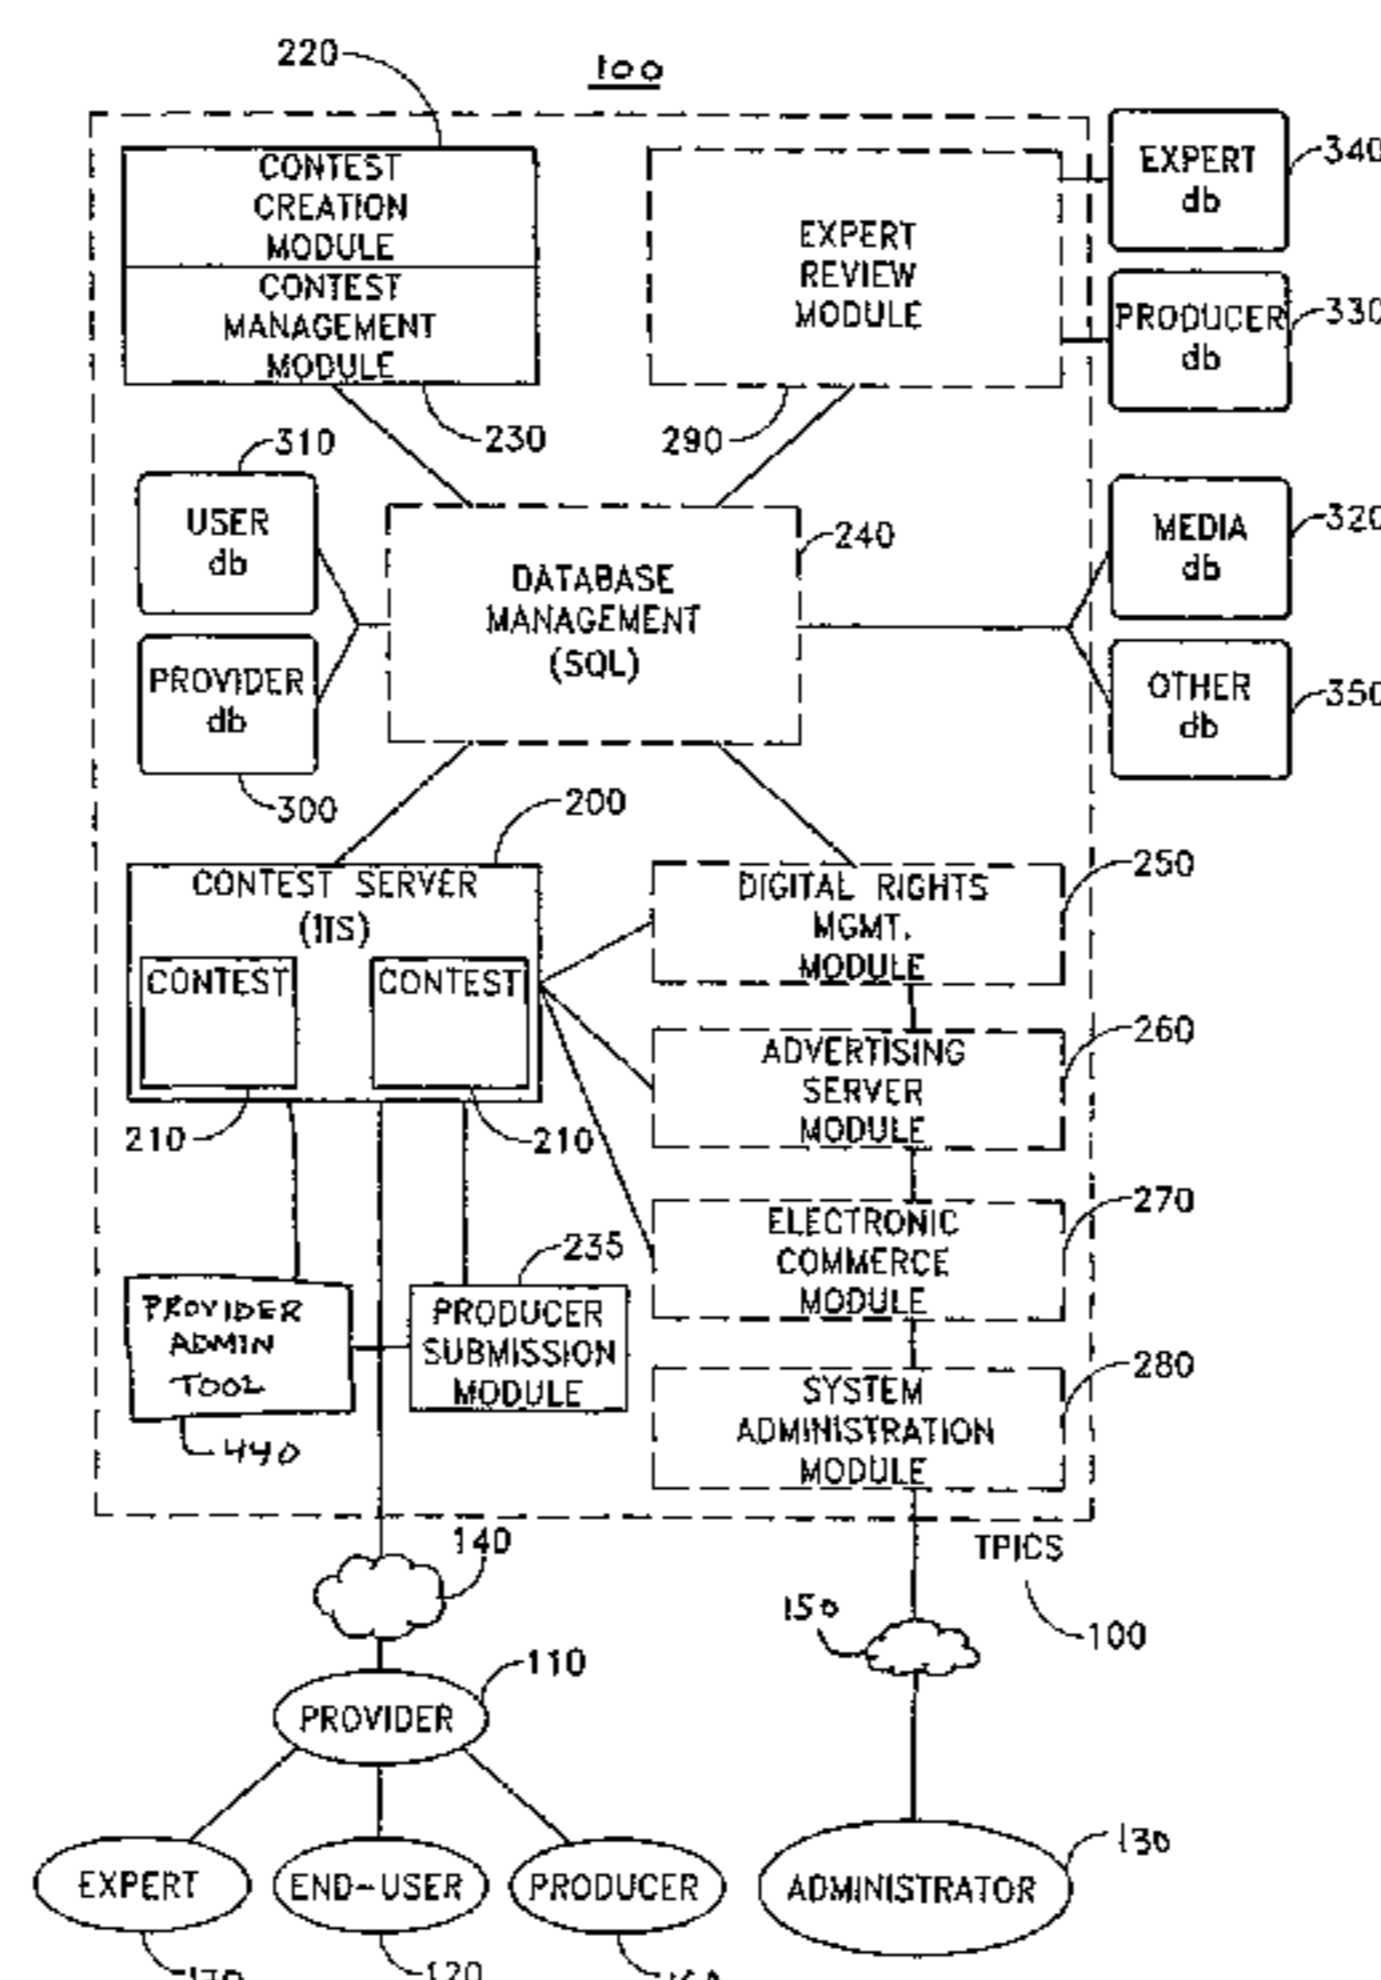 220
100
CONTEST
CREATION
MODULE
CONTEST
MANAGEMENT
MODULE
EXPERT
REVIEW
MODULE
EXPERT
db
340
PRODUCER
db
330
230
290
310
USER
db
PROVIDER
db
300
DATABASE
MANAGEMENT
(SQL)
240
MEDIA
db
320
OTHER
db
350
200
CONTEST SERVER
(IIS)
CONTEST
CONTEST
210
210
DIGITAL RIGHTS
MGMT.
MODULE
250
ADVERTISING
SERVER
MODULE
260
ELECTRONIC
COMMERCE
MODULE
270
SYSTEM
ADMINISTRATION
MODULE
280
PROVIDER
ADMIN
TOOL
440
235
PRODUCER
SUBMISSION
MODULE
140
TPICS
150
100
110
PROVIDER
EXPERT
END-USER
PRODUCER
ADMINISTRATOR
130
120